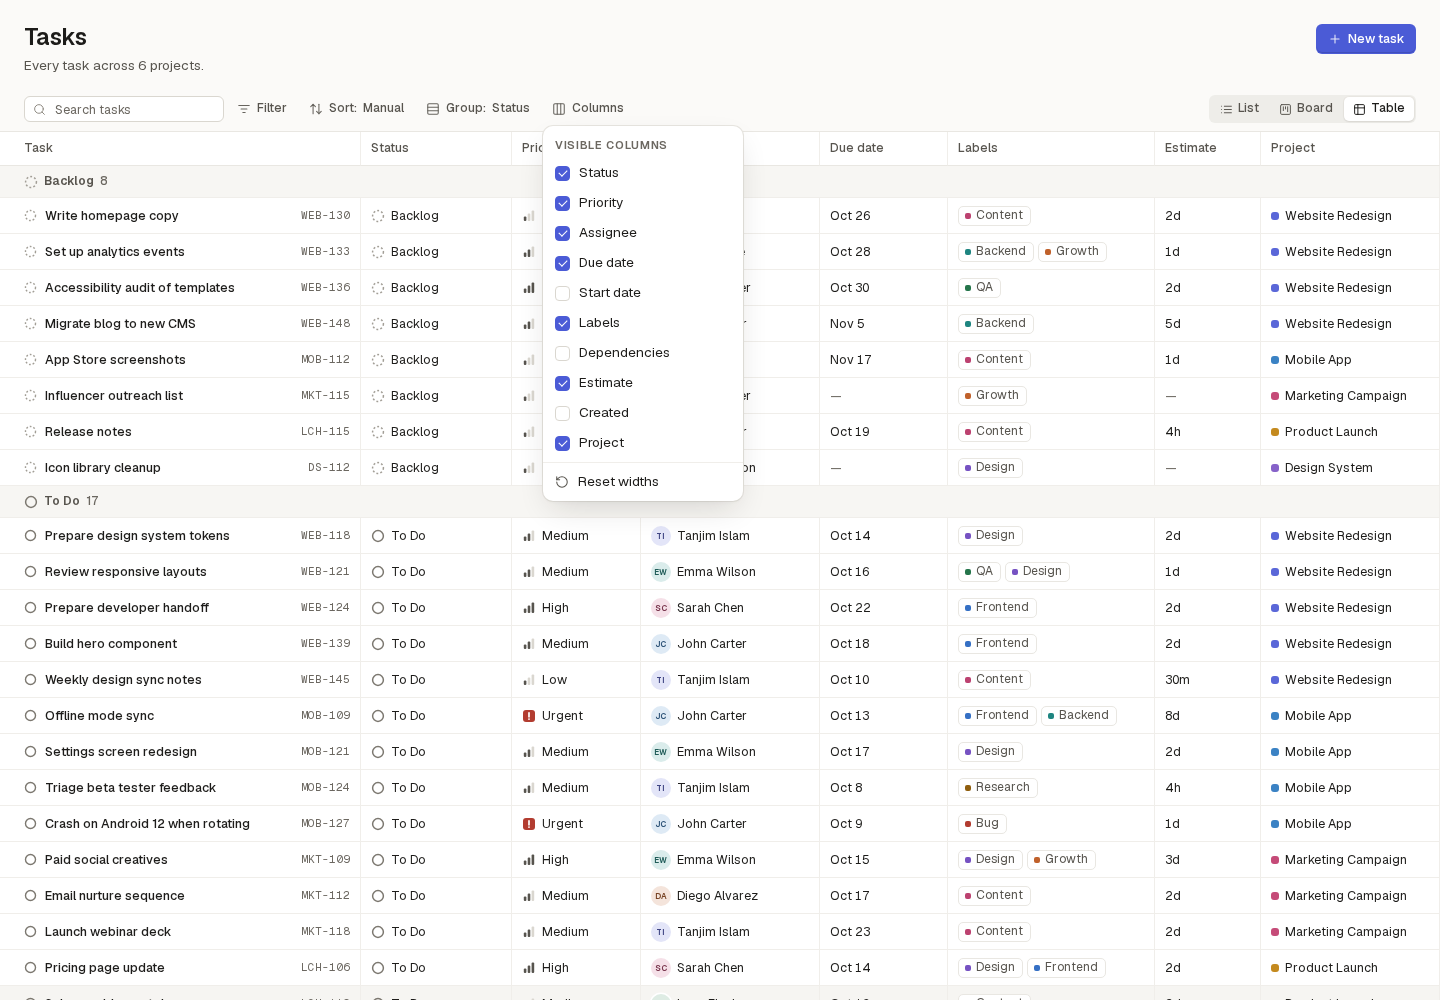 Tasks
Every task across 6 projects.
New task
Search tasks
Filter
Sort: Manual
Group: Status
Columns
List
Board
Table
Task Status Due date Labels Estimate Project
VISIBLE COLUMNS
Status
Priority
Assignee
Due date
Start date
Labels
Dependencies
Estimate
Created
Project
Reset widths
Backlog 8
Write homepage copy WEB-130 Backlog Oct 26 Content 2d Website Redesign
Set up analytics events WEB-133 Backlog Oct 28 Backend Growth 1d Website Redesign
Accessibility audit of templates WEB-136 Backlog Oct 30 QA 2d Website Redesign
Migrate blog to new CMS WEB-148 Backlog Nov 5 Backend 5d Website Redesign
App Store screenshots MOB-112 Backlog Nov 17 Content 1d Mobile App
Influencer outreach list MKT-115 Backlog — Growth — Marketing Campaign
Release notes LCH-115 Backlog Oct 19 Content 4h Product Launch
Icon library cleanup DS-112 Backlog — Design — Design System
To Do 17
Prepare design system tokens WEB-118 To Do Medium TI Tanjim Islam Oct 14 Design 2d Website Redesign
Review responsive layouts WEB-121 To Do Medium EW Emma Wilson Oct 16 QA Design 1d Website Redesign
Prepare developer handoff WEB-124 To Do High SC Sarah Chen Oct 22 Frontend 2d Website Redesign
Build hero component WEB-139 To Do Medium JC John Carter Oct 18 Frontend 2d Website Redesign
Weekly design sync notes WEB-145 To Do Low TI Tanjim Islam Oct 10 Content 30m Website Redesign
Offline mode sync MOB-109 To Do Urgent JC John Carter Oct 13 Frontend Backend 8d Mobile App
Settings screen redesign MOB-121 To Do Medium EW Emma Wilson Oct 17 Design 2d Mobile App
Triage beta tester feedback MOB-124 To Do Medium TI Tanjim Islam Oct 8 Research 4h Mobile App
Crash on Android 12 when rotating MOB-127 To Do Urgent JC John Carter Oct 9 Bug 1d Mobile App
Paid social creatives MKT-109 To Do High EW Emma Wilson Oct 15 Design Growth 3d Marketing Campaign
Email nurture sequence MKT-112 To Do Medium DA Diego Alvarez Oct 17 Content 2d Marketing Campaign
Launch webinar deck MKT-118 To Do Medium TI Tanjim Islam Oct 23 Content 2d Marketing Campaign
Pricing page update LCH-106 To Do High SC Sarah Chen Oct 14 Design Frontend 2d Product Launch